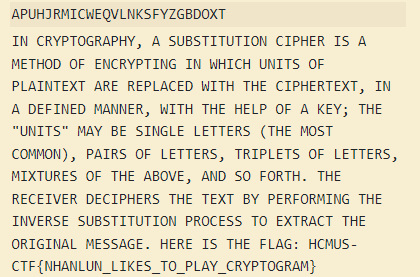 APUHJRMICWEQVLNKSFYZGBDOXT
IN CRYPTOGRAPHY, A SUBSTITUTION CIPHER IS A
METHOD OF ENCRYPTING IN WHICH UNITS OF
PLAINTEXT ARE REPLACED WITH THE CIPHERTEXT, IN
A DEFINED MANNER, WITH THE HELP OF A KEY; THE
"UNITS" MAY BE SINGLE LETTERS (THE MOST
COMMON), PAIRS OF LETTERS, TRIPLETS OF LETTERS,
MIXTURES OF THE ABOVE, AND SO FORTH. THE
RECEIVER DECIPHERS THE TEXT BY PERFORMING THE
INVERSE SUBSTITUTION PROCESS TO EXTRACT THE
ORIGINAL MESSAGE. HERE IS THE FLAG: HCMUS-
CTF{NHANLUN_LIKES_TO_PLAY_CRYPTOGRAM}